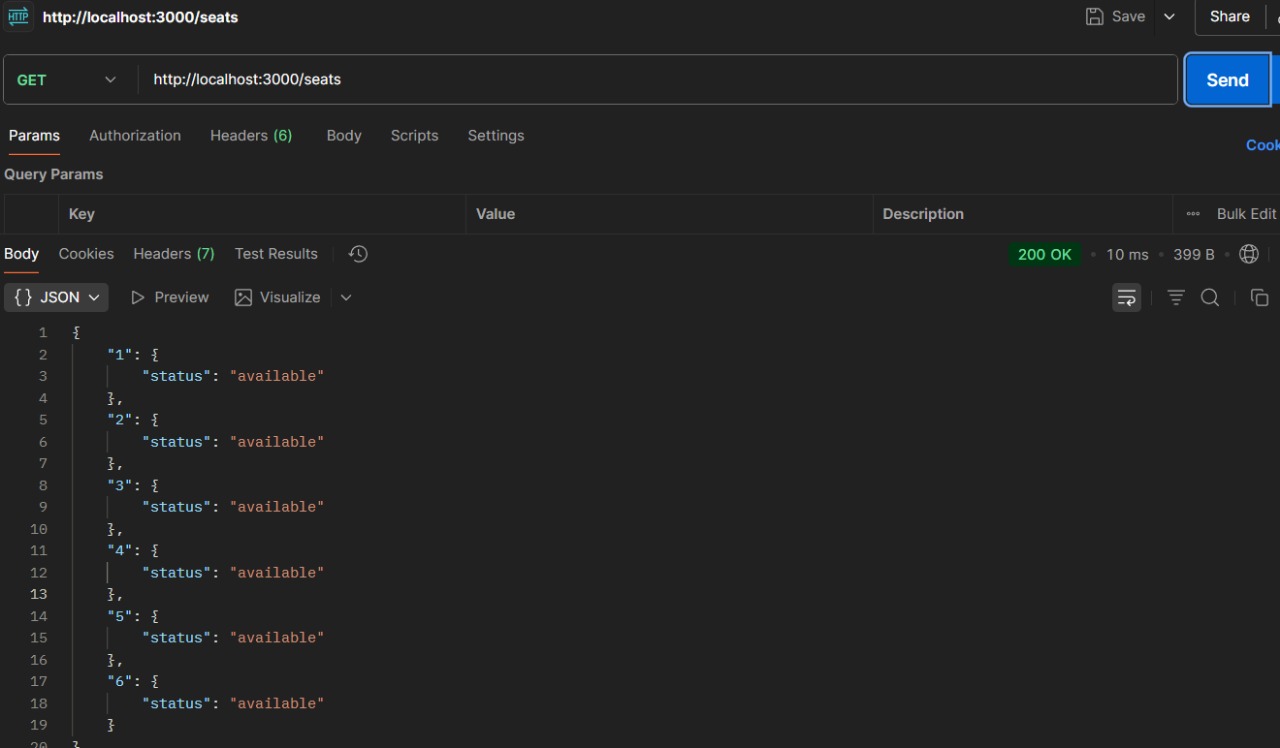 HTTP http://localhost:3000/seats Save Share
GET http://localhost:3000/seats Send
Params Authorization Headers (6) Body Scripts Settings
Cook
Query Params
Key Value Description Bulk Edit
Body Cookies Headers (7) Test Results 200 OK • 10 ms • 399 B •
{} JSON Preview Visualize
1 {
2 "1": {
3 "status": "available"
4 },
5 "2": {
6 "status": "available"
7 },
8 "3": {
9 "status": "available"
10 },
11 "4": {
12 "status": "available"
13 },
14 "5": {
15 "status": "available"
16 },
17 "6": {
18 "status": "available"
19 }
20 }